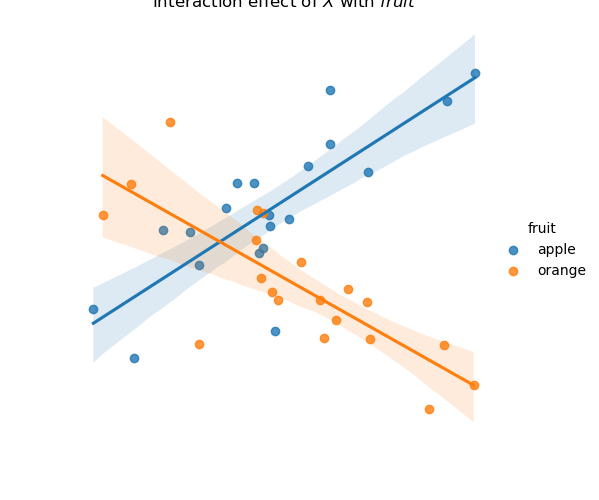 Interaction effect of X with fruit
fruit
apple
orange